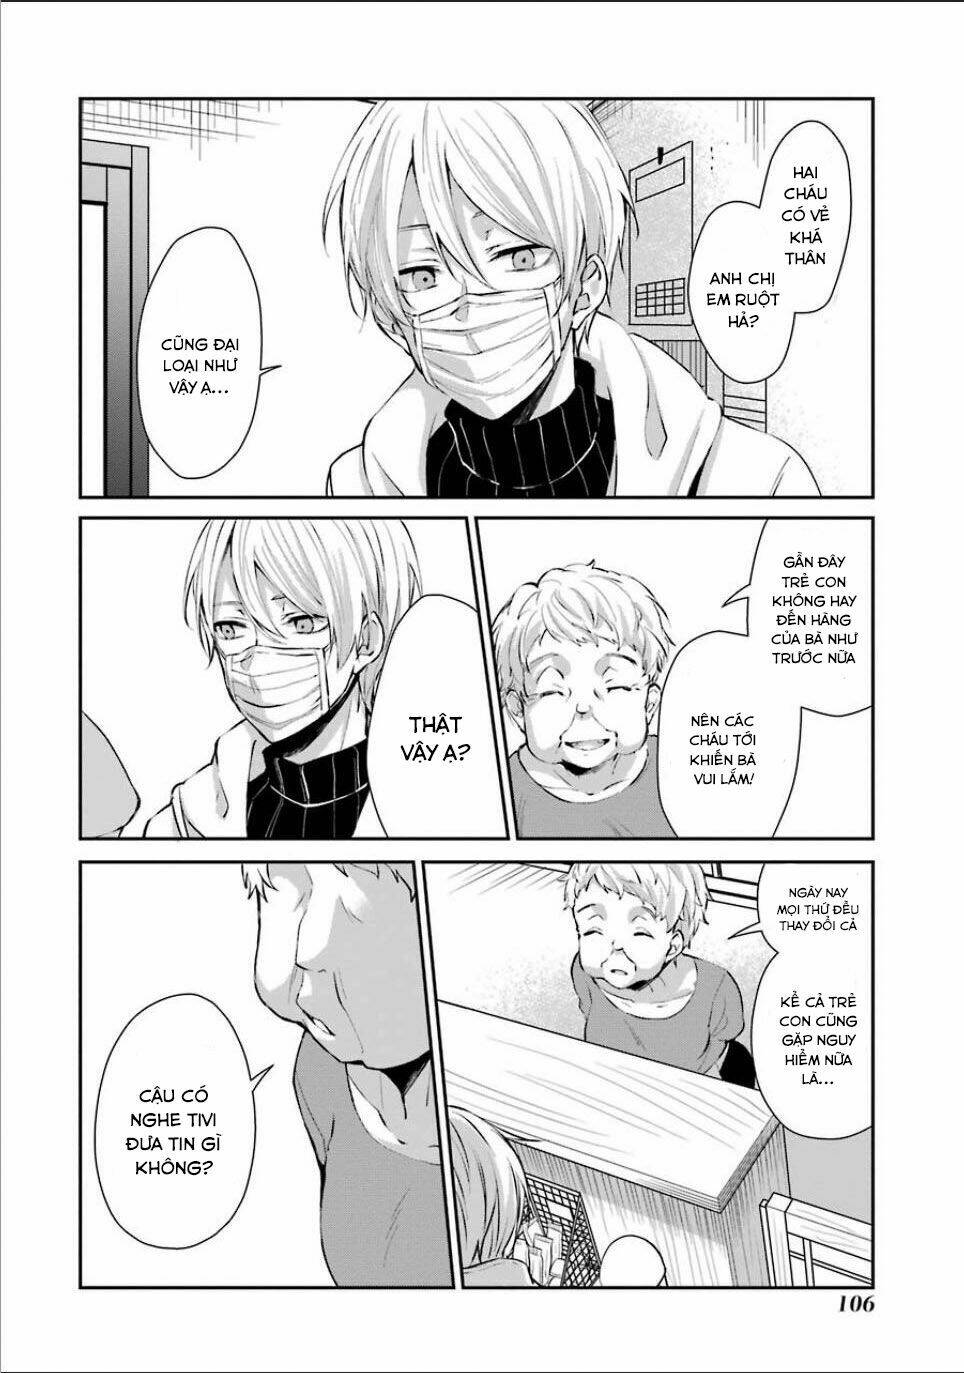 HAI
CHÁU
CÓ VẺ
KHÁ
THÂN
ANH CHỊ
EM RUỘT
HẢ?
CŨNG ĐẠI
LOẠI NHƯ
VẬY Ạ...
GẦN ĐÂY
TRẺ CON
KHÔNG HAY
ĐẾN HÀNG
CỦA BÀ NHƯ
TRƯỚC NỮA
NÊN CÁC
CHÁU TỚI
KHIẾN BÀ
VUI LẮM!
THẬT
VẬY Ạ?
NGÀY NAY
MỌI THỨ ĐỀU
THAY ĐỔI CẢ
KỂ CẢ TRẺ
CON CŨNG
GẶP NGUY
HIỂM NỮA
LÀ...
CẬU CÓ
NGHE TIVI
ĐƯA TIN GÌ
KHÔNG?
106